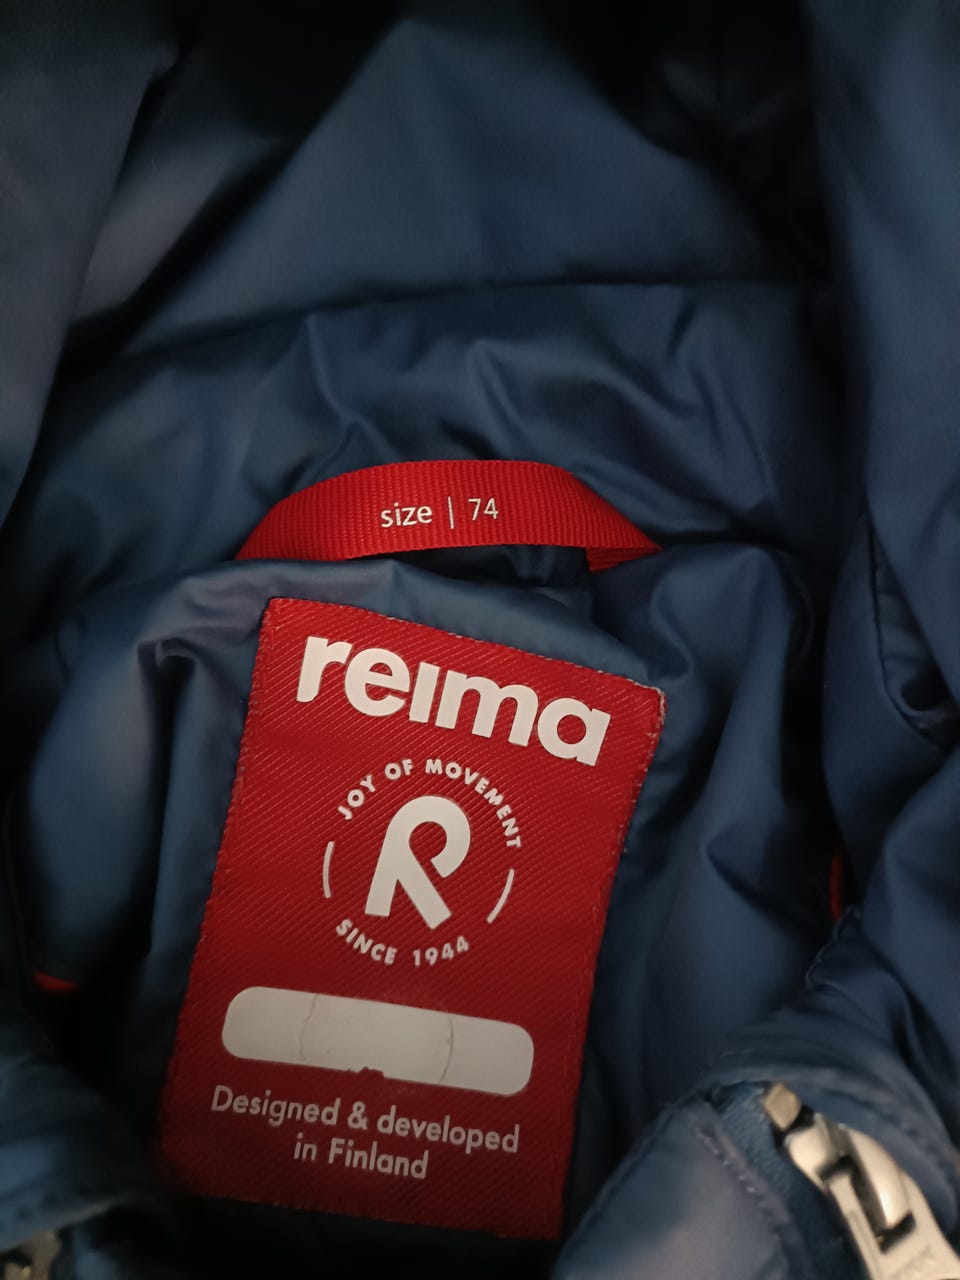 size | 74
reima
JOY OF MOVEMENT
R
SINCE 1944
Designed & developed
in Finland